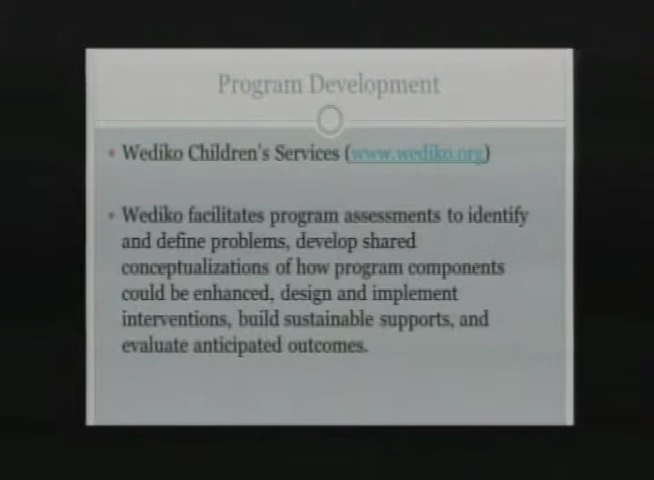 Program Development
• Wediko Children's Services (www.wediko.org)
• Wediko facilitates program assessments to identify
and define problems, develop shared
conceptualizations of how program components
could be enhanced, design and implement
interventions, build sustainable supports, and
evaluate anticipated outcomes.